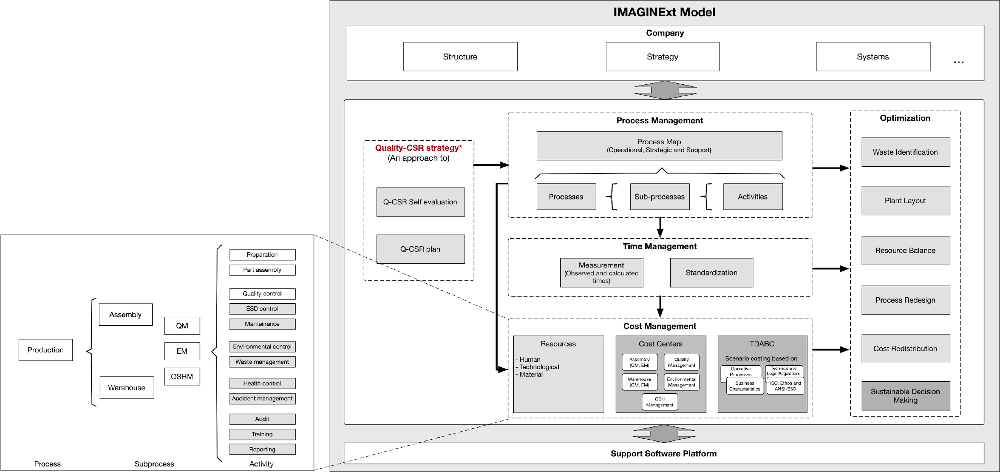 IMAGINExt Model
Company
Structure
Strategy
Systems
...
Quality-CSR strategy*
(An approach to)
Q-CSR Self evaluation
Q-CSR plan
Process Management
Process Map
(Operational, Strategic and Support)
Processes
Sub-processes
Activities
Time Management
Measurement
(Observed and calculated
times)
Standardization
Cost Management
Resources
- Human
- Technological
- Material
Cost Centers
Assembly
(QM, EM)
Quality
Management
Warehouse
(QM, EM)
Environmental
Management
OSH
Management
TDABC
Scenario costing based on:
Operative
Processes
Technical and
Legal Regulations
Business
Characteristics
ISO, Ethos and
ANSI-ESD
Optimization
Waste Identification
Plant Layout
Resource Balance
Process Redesign
Cost Redistribution
Sustainable Decision
Making
Support Software Platform
Production
Assembly
Warehouse
QM
EM
OSHM
Preparation
Part assembly
Quality control
ESD control
Manteinance
Environmental control
Waste management
Health control
Accident management
Audit
Training
Reporting
Process
Subprocess
Activity